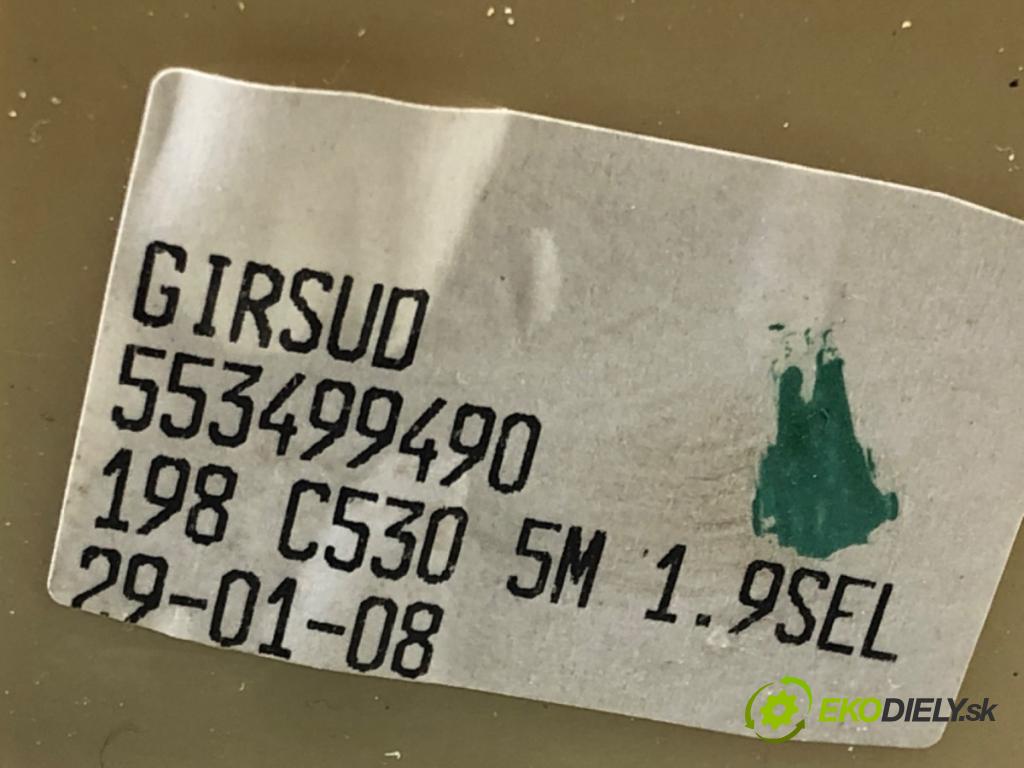 GIRSUD
553499490
198 C530 5M 1.9SEL
29-01-08
EKODIELY.sk